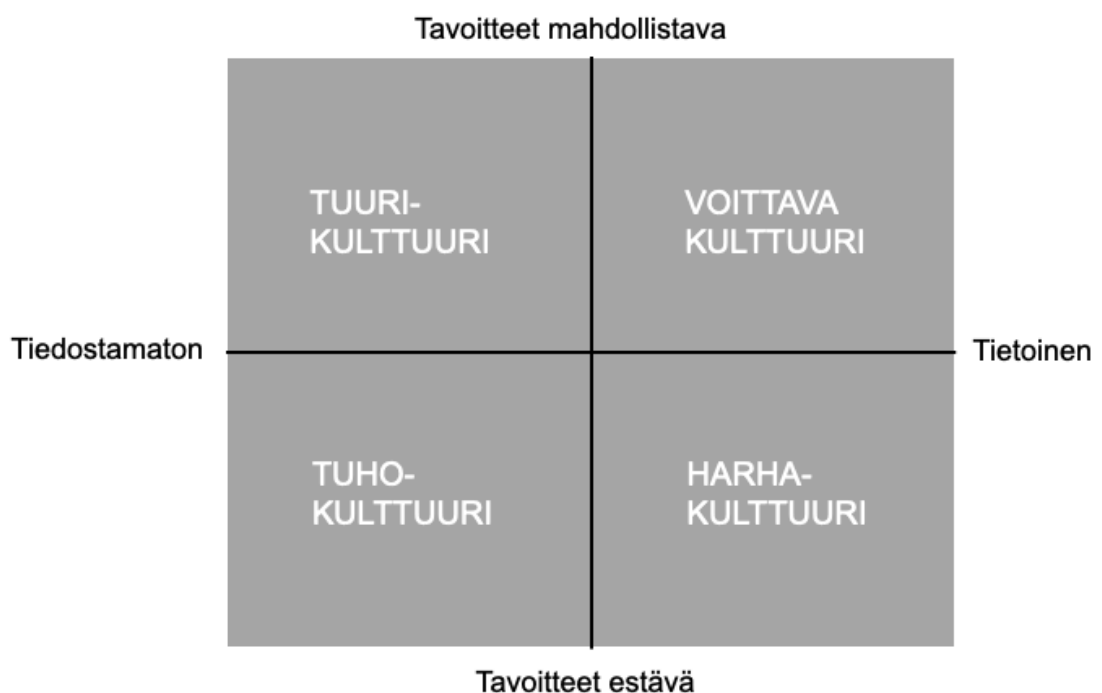 Tavoitteet mahdollistava
TUURI-
KULTTUURI
VOITTAVA
KULTTUURI
Tiedostamaton
Tietoinen
TUHO-
KULTTUURI
HARHA-
KULTTUURI
Tavoitteet estävä